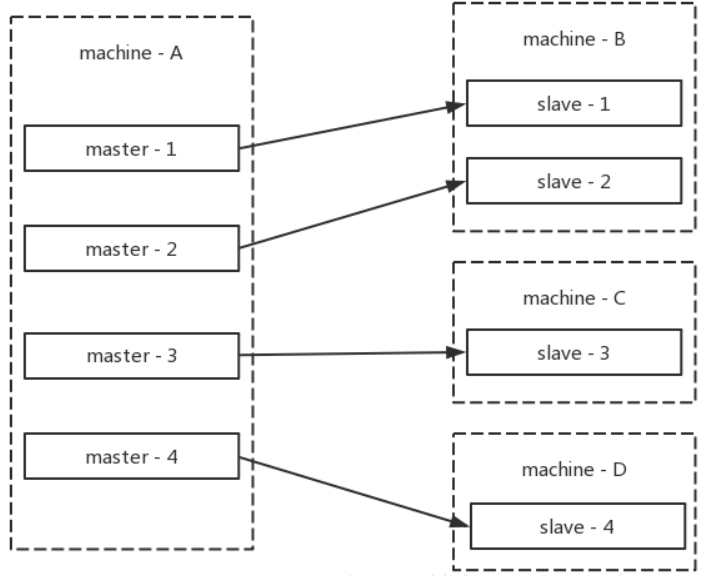 machine - A
master - 1
master - 2
master - 3
master - 4
machine - B
slave - 1
slave - 2
machine - C
slave - 3
machine - D
slave - 4